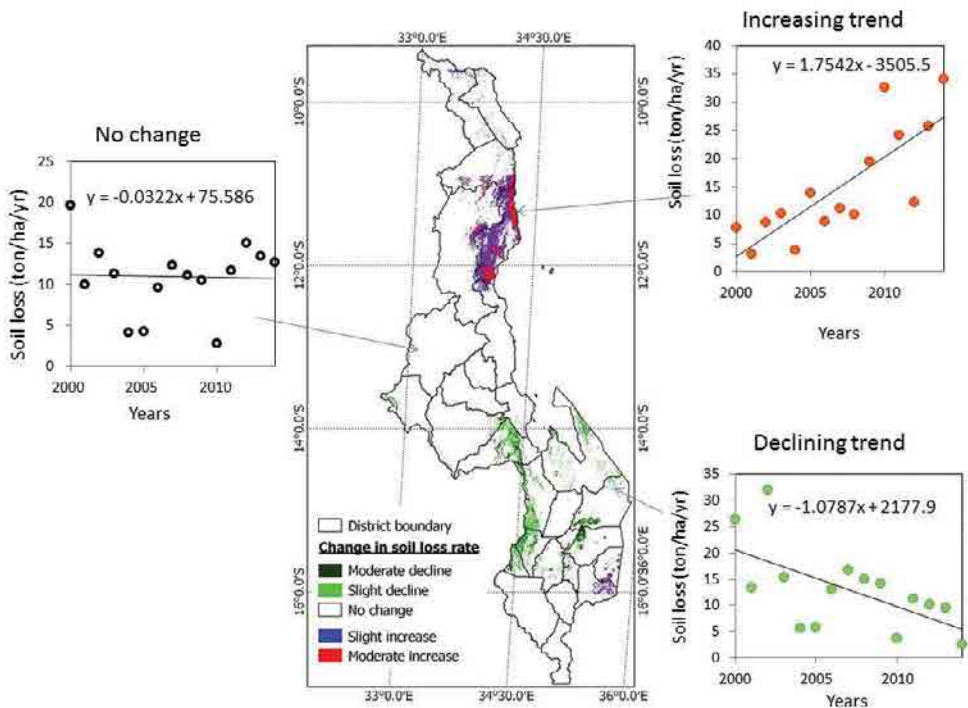 No change
Soil loss (ton/ha/yr)
25
20
15
10
5
0
y = -0.0322x + 75.586
2000
2005
2010
Years
33°0.0'E
34°30.0'E
10°0.0'S
12°0.0'S
14°0.0'S
16°0.0'S
10°0.0'S
12°0.0'S
14°0.0'S
District boundary
Change in soil loss rate
Moderate decline
Slight decline
No change
Slight increase
Moderate increase
33°0.0'E
34°30.0'E
36°0.0'E
Increasing trend
Soil loss (ton/ha/yr)
40
35
30
25
20
15
10
5
0
y = 1.7542x - 3505.5
2000
2005
2010
Years
Declining trend
Soil loss (ton/ha/yr)
35
30
25
20
15
10
5
0
y = -1.0787x + 2177.9
2000
2005
2010
Years